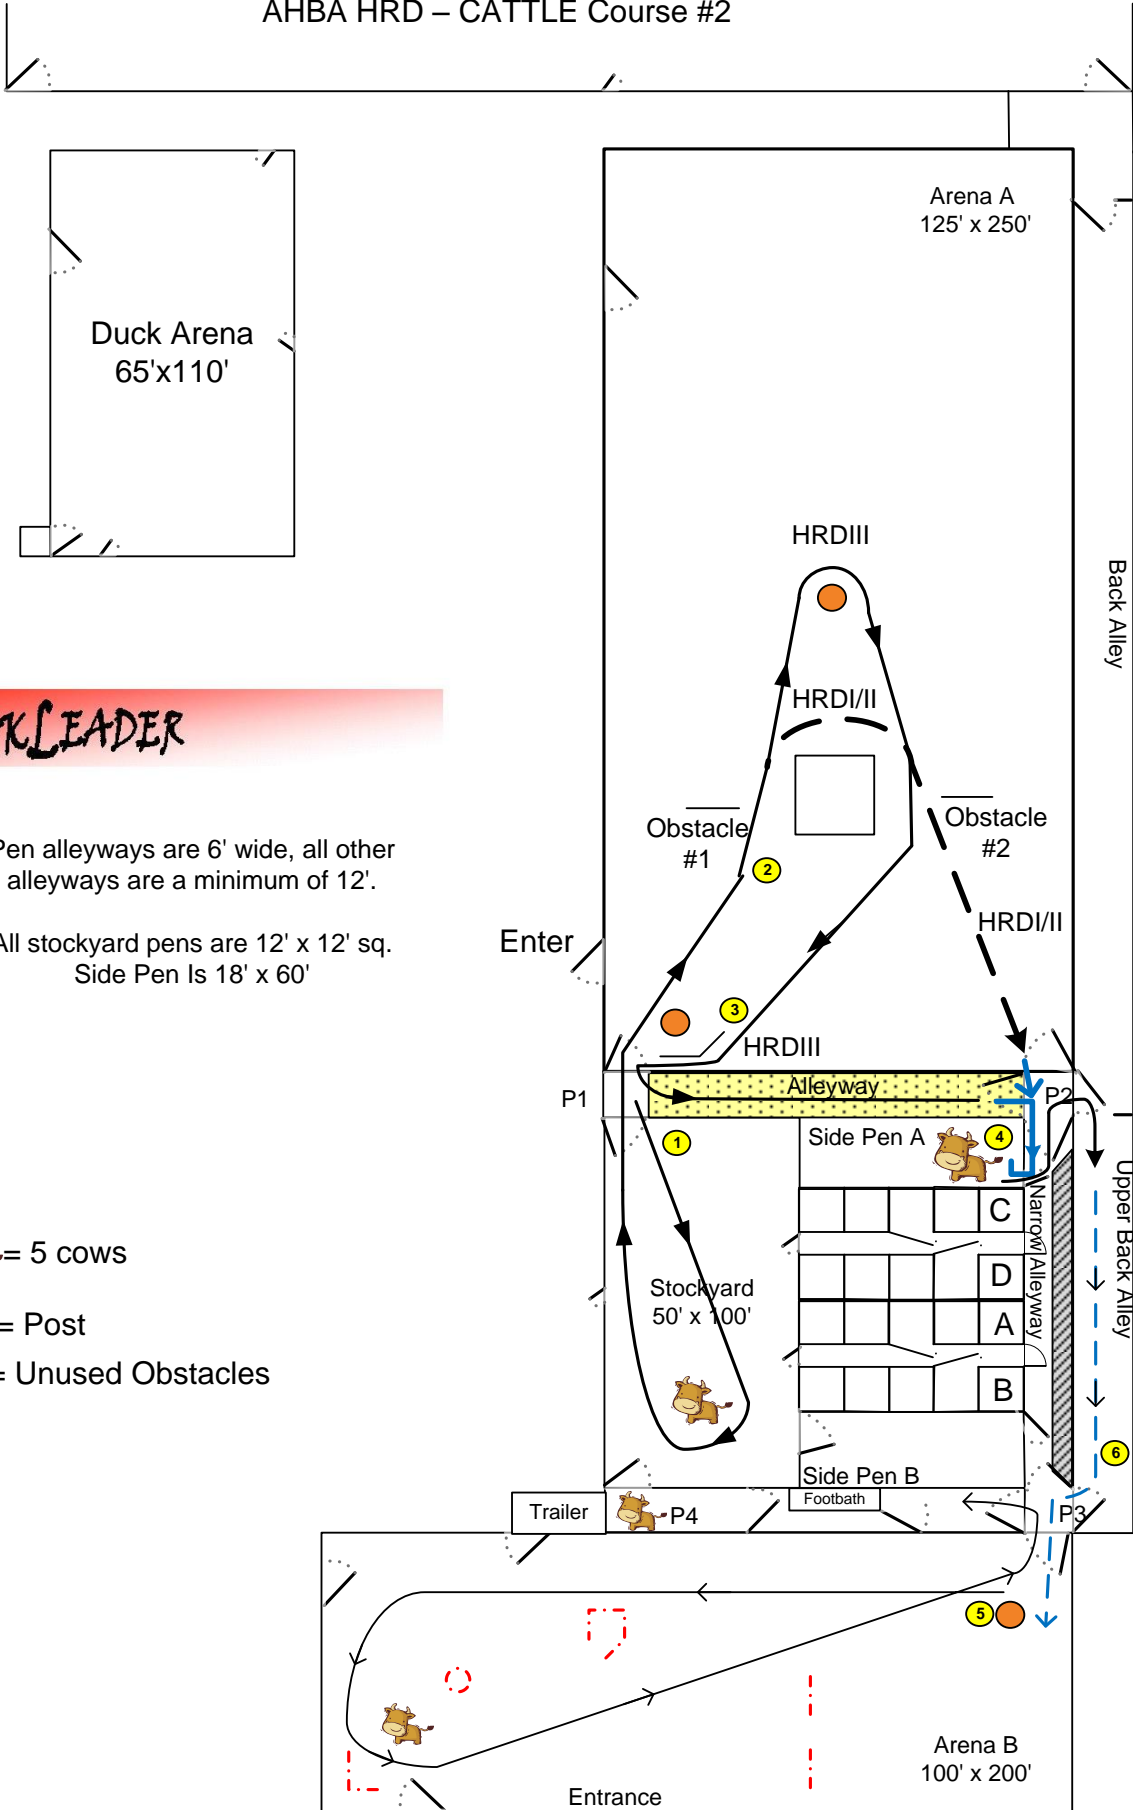 AHBA HRD – CATTLE Course #2
Arena A
125' x 250'
Duck Arena
65'x110'
Back Alley
HRDIII
HRDI/II
KLEADER
Obstacle
#1
Obstacle
#2
2
Pen alleyways are 6' wide, all other
alleyways are a minimum of 12'.
All stockyard pens are 12' x 12' sq.
Side Pen Is 18' x 60'
Enter
HRDI/II
3
HRDIII
Alleyway
P1
P2
1
Side Pen A
4
C
D
A
B
Narrow Alleyway
Upper Back Alley
= 5 cows
Stockyard
50' x 100'
= Post
= Unused Obstacles
6
Side Pen B
Footbath
Trailer
P4
P3
5
Arena B
100' x 200'
Entrance